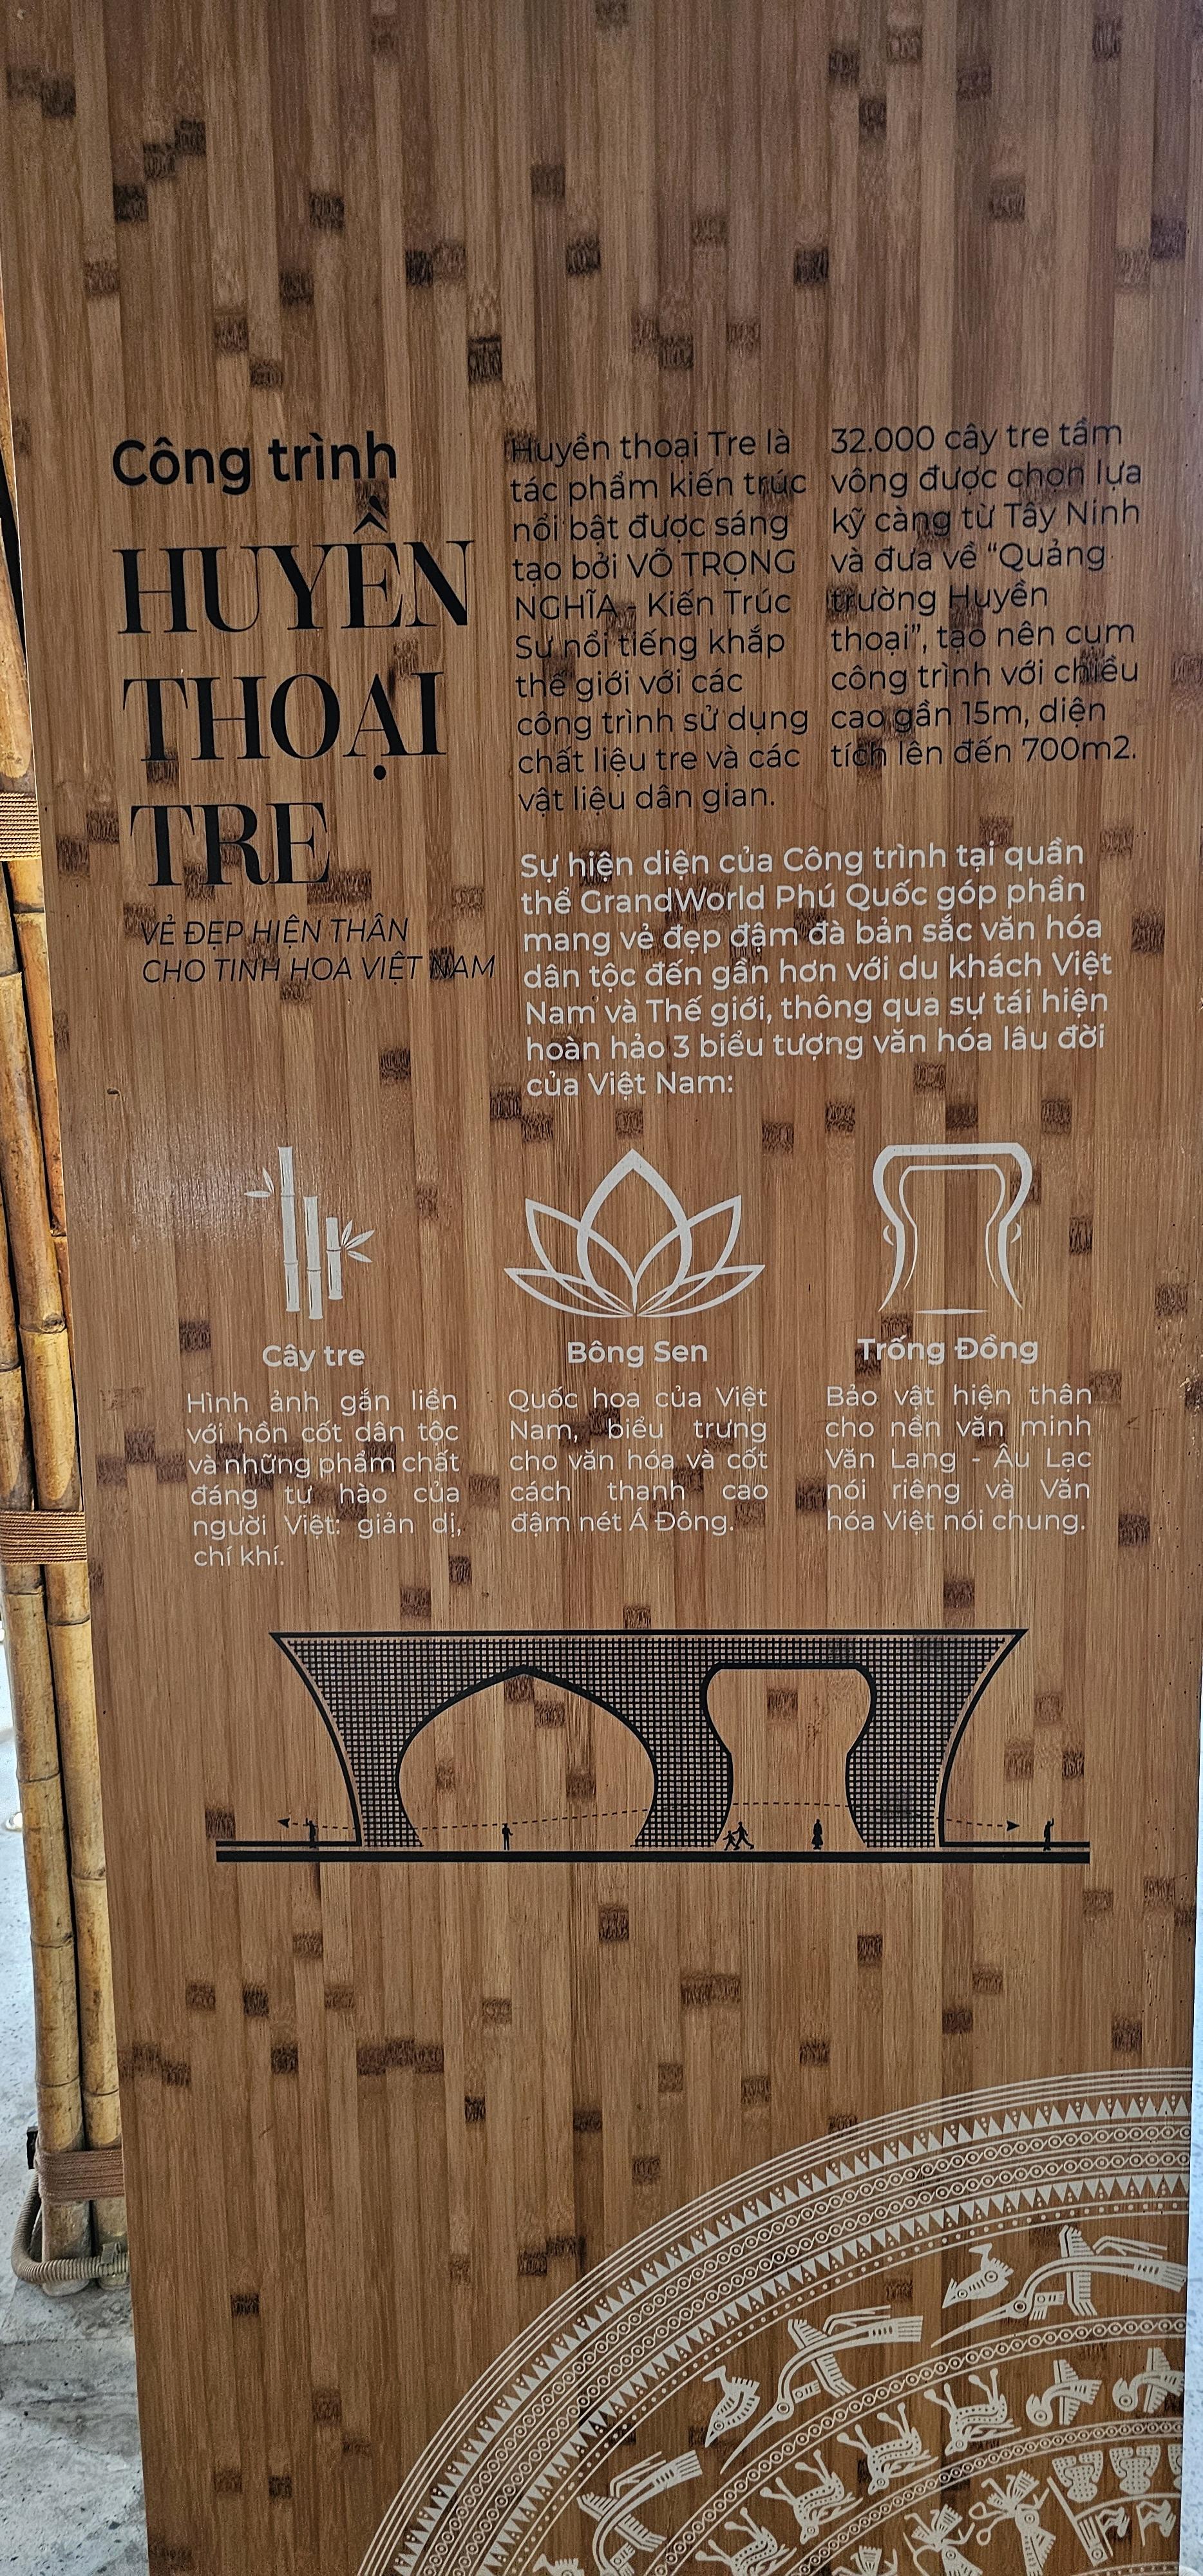 Công trình
HUYỀN
THOẠI
TRE
VẺ ĐẸP HIỆN THÂN
CHO TINH HOA VIỆT NAM
Huyền thoại Tre là
tác phẩm kiến trúc
nổi bật được sáng
tạo bởi VÕ TRỌNG
NGHĨA - Kiến Trúc
Sư nổi tiếng khắp
thế giới với các
công trình sử dụng
chất liệu tre và các
vật liệu dân gian.
32.000 cây tre tầm
vông được chọn lựa
kỹ càng từ Tây Ninh
và đưa về “Quảng
trường Huyền
thoại”, tạo nên cụm
công trình với chiều
cao gần 15m, diện
tích lên đến 700m2.
Sự hiện diện của Công trình tại quần
thể GrandWorld Phú Quốc góp phần
mang vẻ đẹp đậm đà bản sắc văn hóa
dân tộc đến gần hơn với du khách Việt
Nam và Thế giới, thông qua sự tái hiện
hoàn hảo 3 biểu tượng văn hóa lâu đời
của Việt Nam:
Cây tre
Hình ảnh gắn liền
với hồn cốt dân tộc
và những phẩm chất
đáng tự hào của
người Việt: giản dị,
chí khí.
Bông Sen
Quốc hoa của Việt
Nam, biểu trưng
cho văn hóa và cốt
cách thanh cao
đậm nét Á Đông.
Trống Đồng
Bảo vật hiện thân
cho nền văn minh
Văn Lang - Âu Lạc
nói riêng và Văn
hóa Việt nói chung.